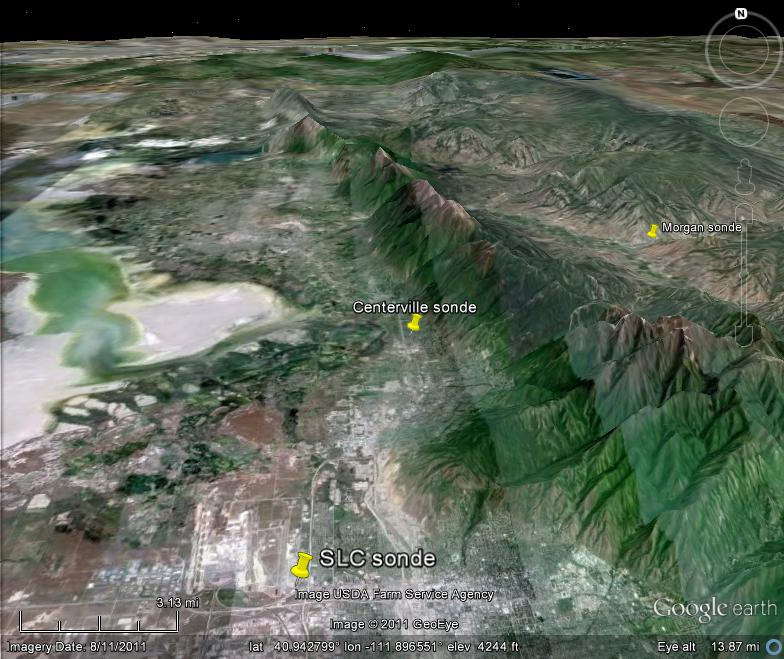 N
Morgan sonde
Centerville sonde
SLC sonde
Image USDA Farm Service Agency
3.13 mi
Google earth
Image © 2011 GeoEye
Imagery Date: 8/11/2011 lat 40.942799° lon -111.896551° elev 4244 ft Eye alt 13.87 mi